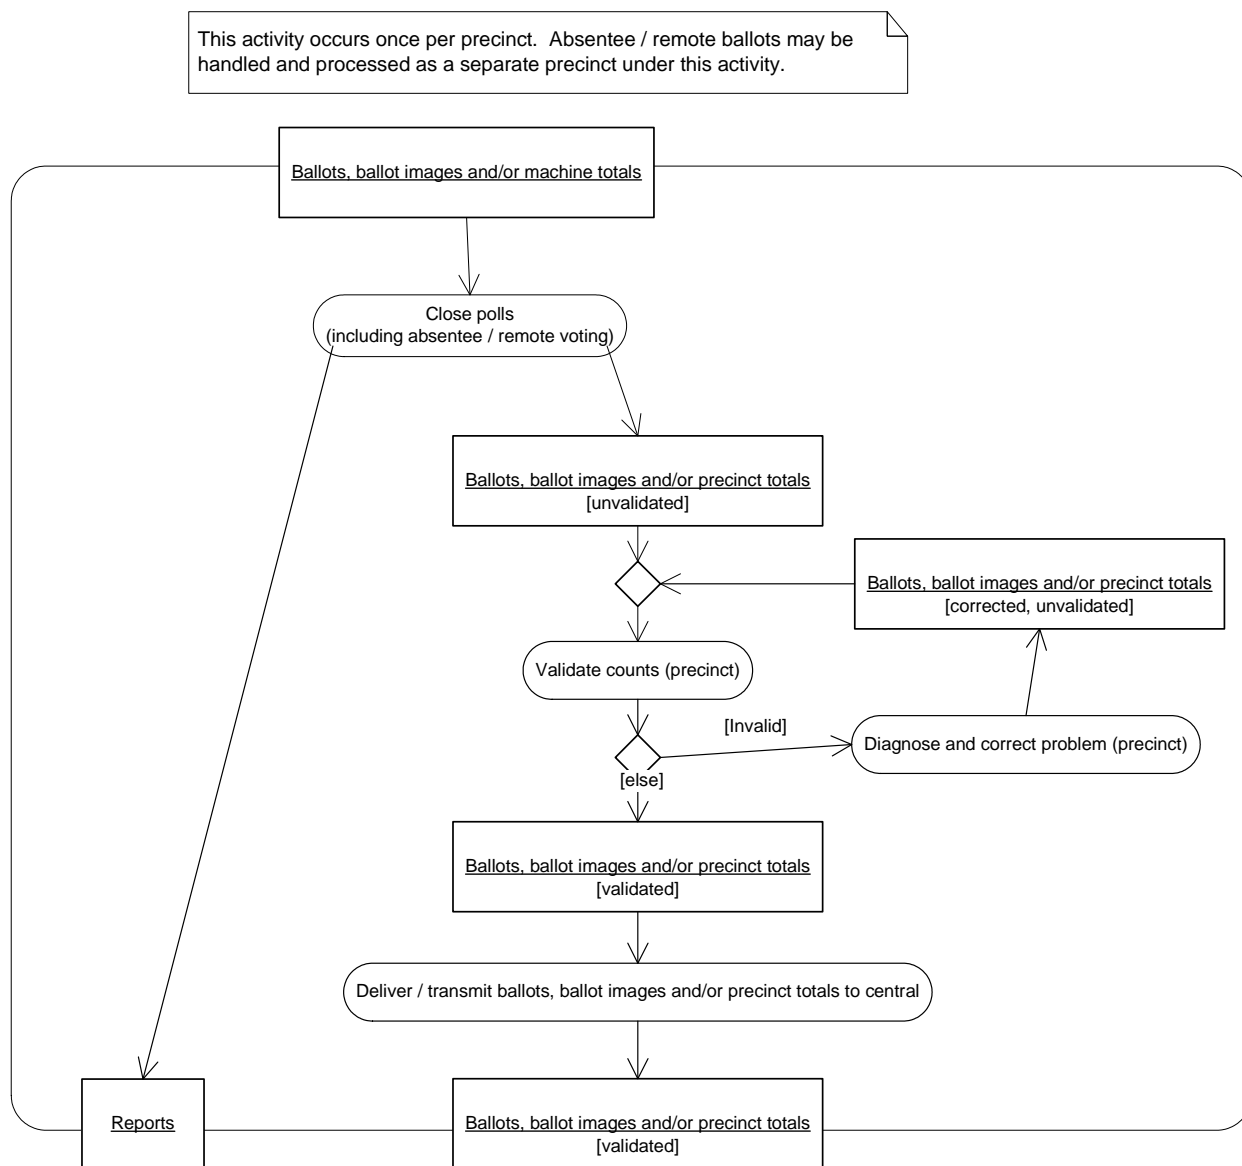 This activity occurs once per precinct.  Absentee / remote ballots may be
handled and processed as a separate precinct under this activity.
Ballots, ballot images and/or machine totals
Close polls
(including absentee / remote voting)
Ballots, ballot images and/or precinct totals
[unvalidated]
Ballots, ballot images and/or precinct totals
[corrected, unvalidated]
Validate counts (precinct)
[Invalid]
Diagnose and correct problem (precinct)
[else]
Ballots, ballot images and/or precinct totals
[validated]
Deliver / transmit ballots, ballot images and/or precinct totals to central
Reports
Ballots, ballot images and/or precinct totals
[validated]